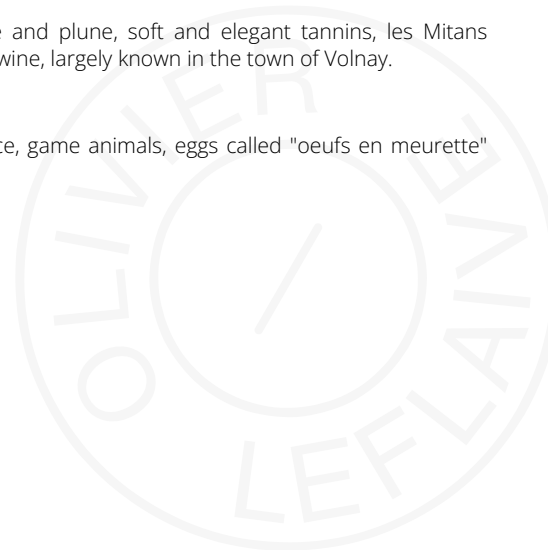 and plune, soft and elegant tannins, les Mitans
wine, largely known in the town of Volnay.
game animals, eggs called "oeufs en meurette"
OLIVIER
LEFLAIVE